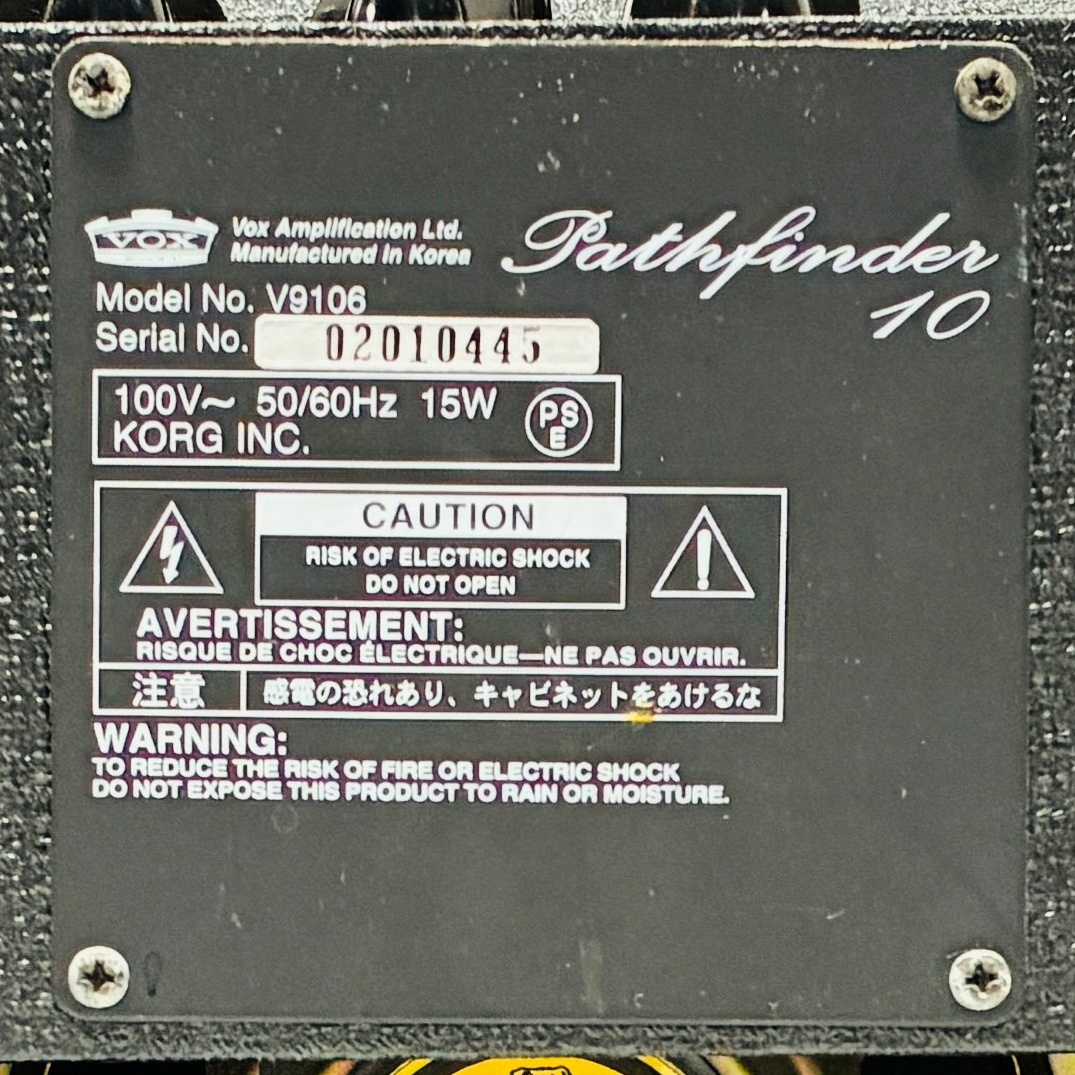 VOX
Vox Amplification Ltd.
Manufactured in Korea
Pathfinder
10
Model No. V9106
Serial No. 02010445
100V～ 50/60Hz 15W
KORG INC.
PS
E
CAUTION
RISK OF ELECTRIC SHOCK
DO NOT OPEN
AVERTISSEMENT:
RISQUE DE CHOC ÉLECTRIQUE—NE PAS OUVRIR.
注意 感電の恐れあり、キャビネットをあけるな
WARNING:
TO REDUCE THE RISK OF FIRE OR ELECTRIC SHOCK
DO NOT EXPOSE THIS PRODUCT TO RAIN OR MOISTURE.